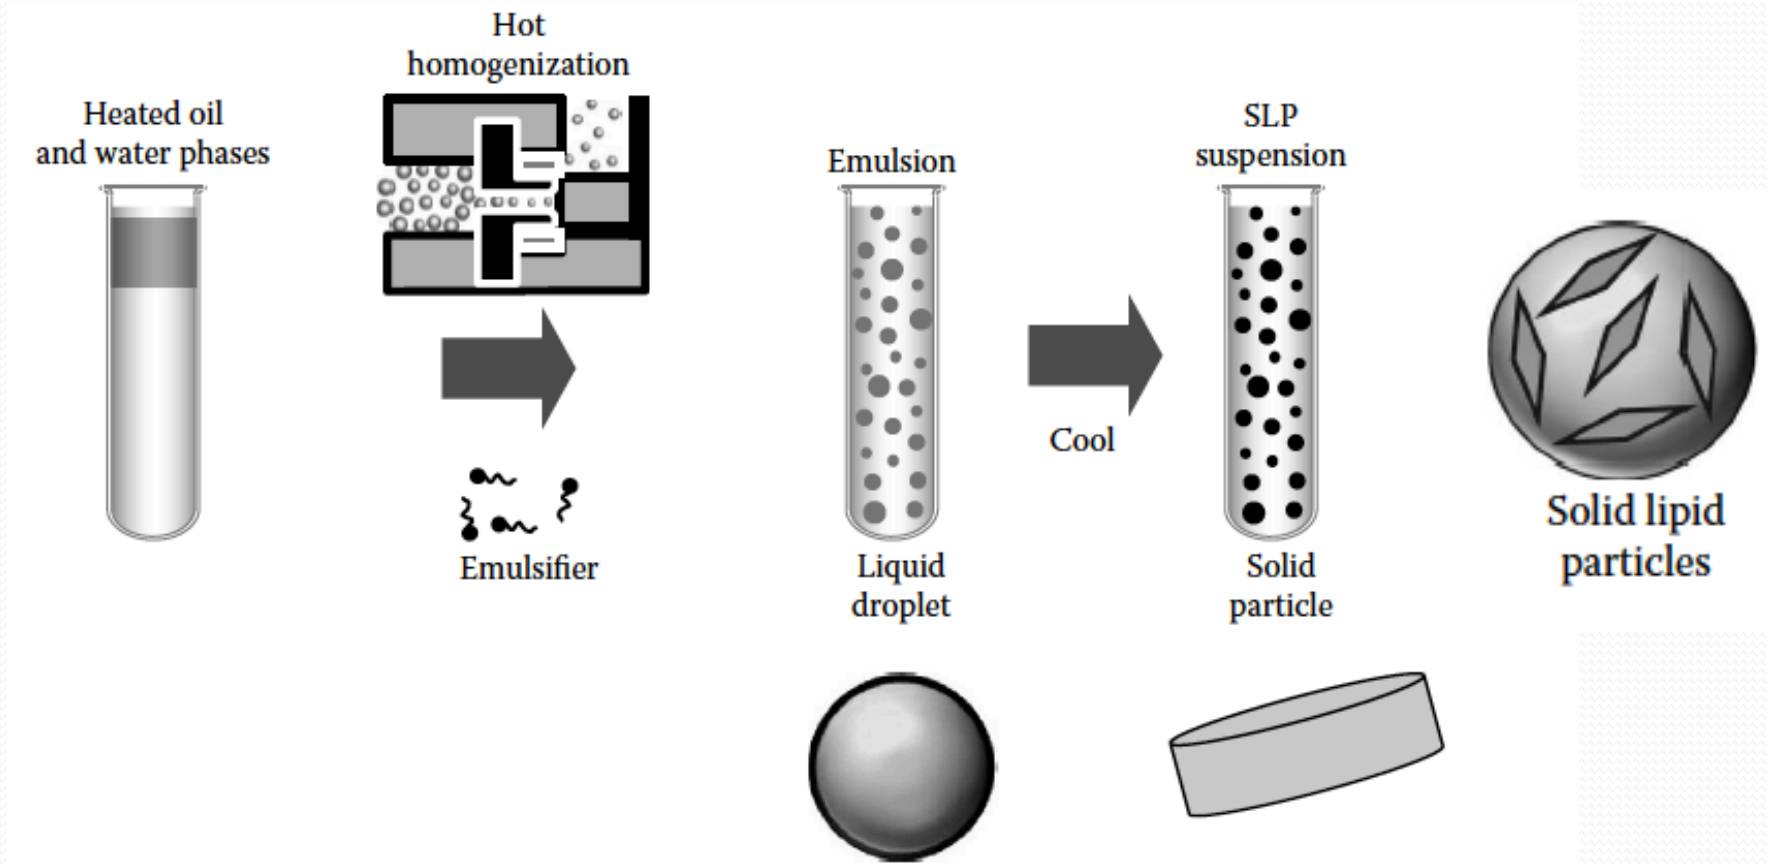 Hot
homogenization
Heated oil
and water phases
Emulsion
SLP
suspension
Cool
Emulsifier
Liquid
droplet
Solid
particle
Solid lipid
particles